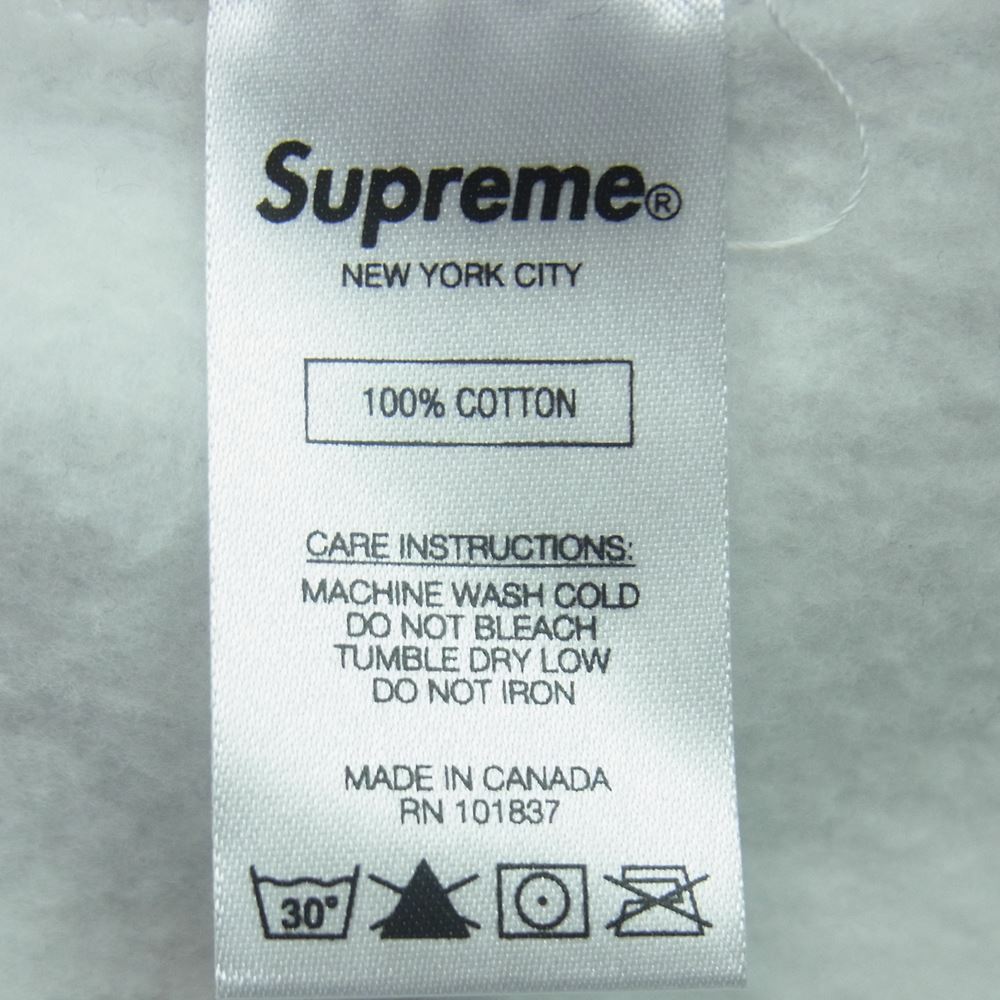 Supreme®
NEW YORK CITY
100% COTTON
CARE INSTRUCTIONS:
MACHINE WASH COLD
DO NOT BLEACH
TUMBLE DRY LOW
DO NOT IRON
MADE IN CANADA
RN 101837
30°